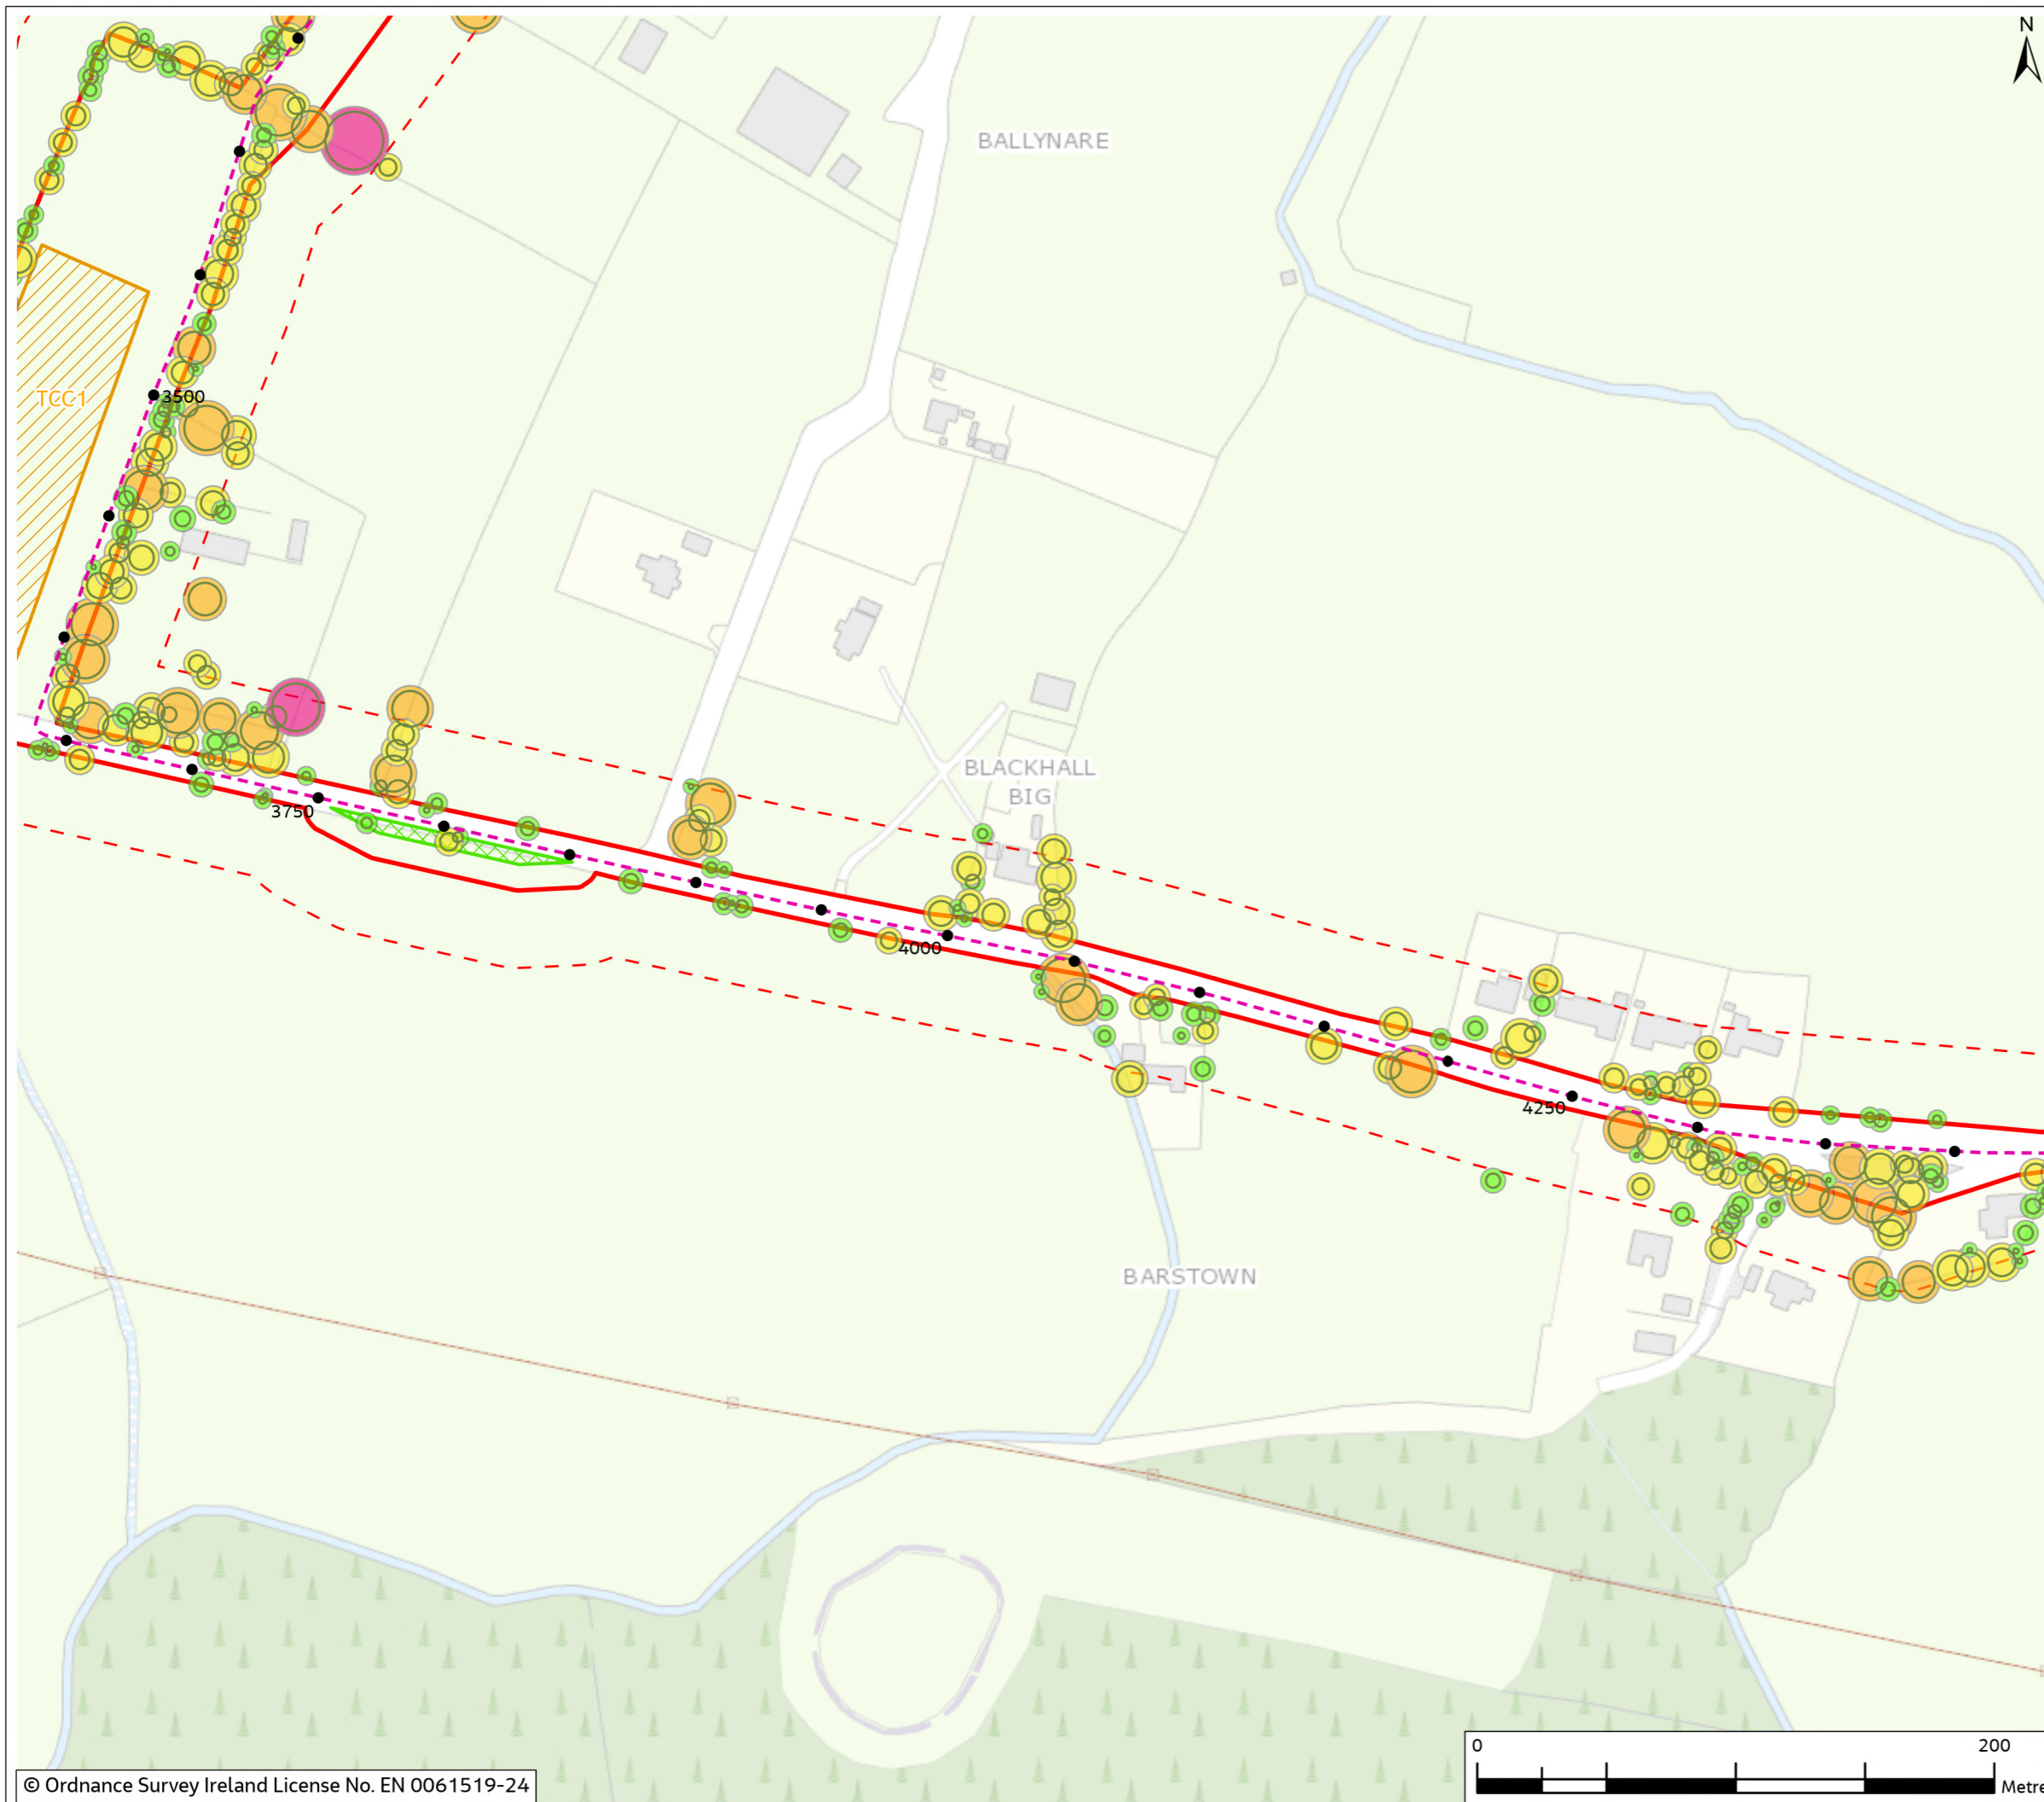 N
BALLYNARE
TCC1
3500
BLACKHALL
BIG
3750
4000
4250
BARSTOWN
0
200
Metre
© Ordnance Survey Ireland License No. EN 0061519-24